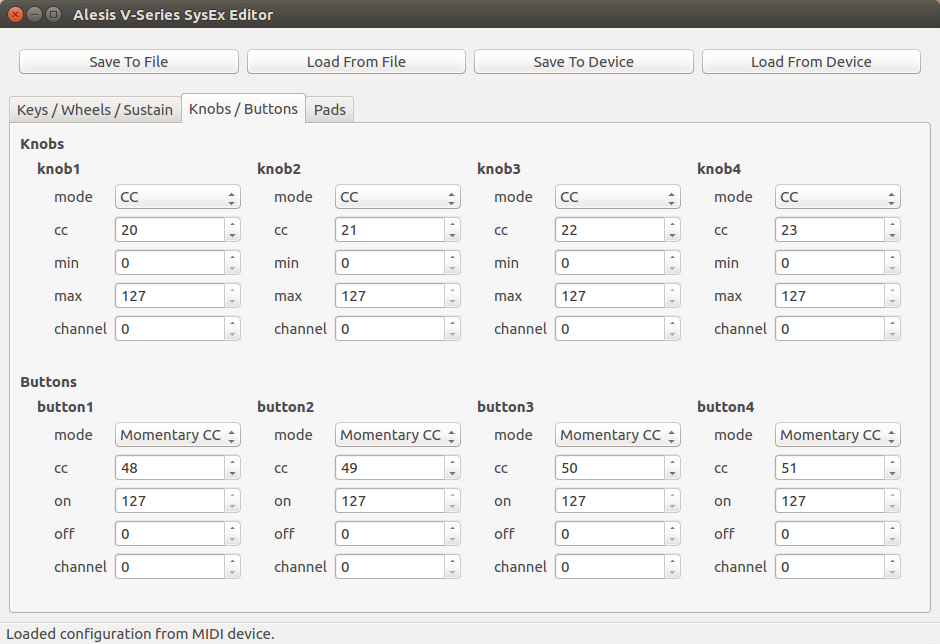 Alesis V-Series SysEx Editor
Save To File Load From File Save To Device Load From Device
Keys / Wheels / Sustain Knobs / Buttons Pads
Knobs
knob1 knob2 knob3 knob4
mode CC mode CC mode CC mode CC
cc 20 cc 21 cc 22 cc 23
min 0 min 0 min 0 min 0
max 127 max 127 max 127 max 127
channel 0 channel 0 channel 0 channel 0
Buttons
button1 button2 button3 button4
mode Momentary CC mode Momentary CC mode Momentary CC mode Momentary CC
cc 48 cc 49 cc 50 cc 51
on 127 on 127 on 127 on 127
off 0 off 0 off 0 off 0
channel 0 channel 0 channel 0 channel 0
Loaded configuration from MIDI device.